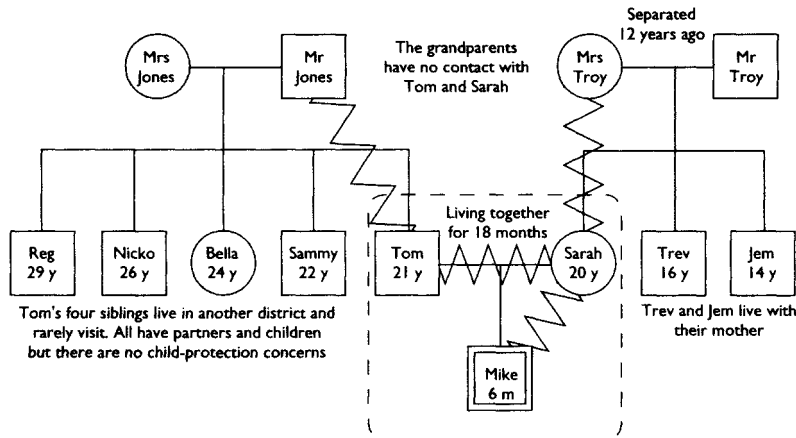 Separated
12 years ago
Mrs
Jones
Mr
Jones
The grandparents
have no contact with
Tom and Sarah
Mrs
Troy
Mr
Troy
Living together
for 18 months
Reg
29 y
Nicko
26 y
Bella
24 y
Sammy
22 y
Tom
21 y
Sarah
20 y
Trev
16 y
Jem
14 y
Tom's four siblings live in another district and
rarely visit. All have partners and children
but there are no child-protection concerns
Trev and Jem live with
their mother
Mike
6 m